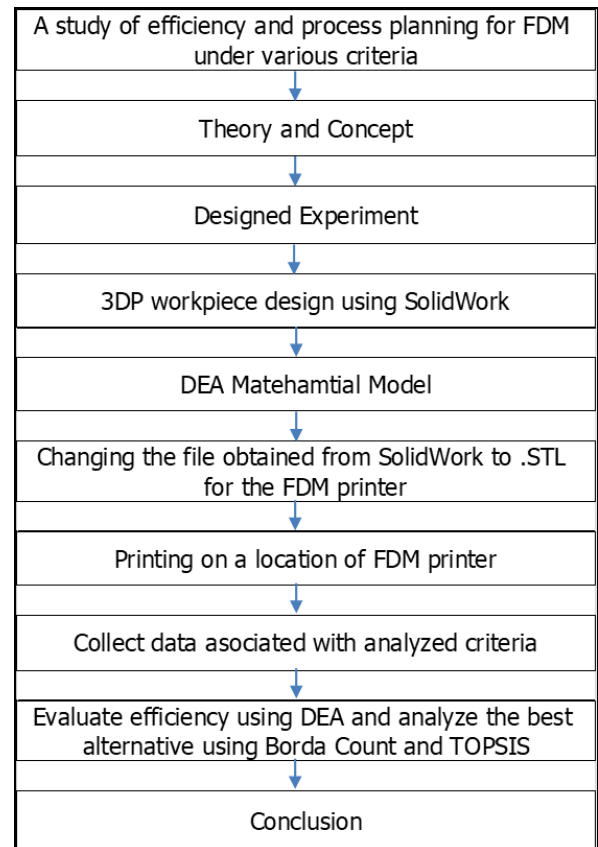 A study of efficiency and process planning for FDM
under various criteria
Theory and Concept
Designed Experiment
3DP workpiece design using SolidWork
DEA Matehamtial Model
Changing the file obtained from SolidWork to .STL
for the FDM printer
Printing on a location of FDM printer
Collect data asociated with analyzed criteria
Evaluate efficiency using DEA and analyze the best
alternative using Borda Count and TOPSIS
Conclusion